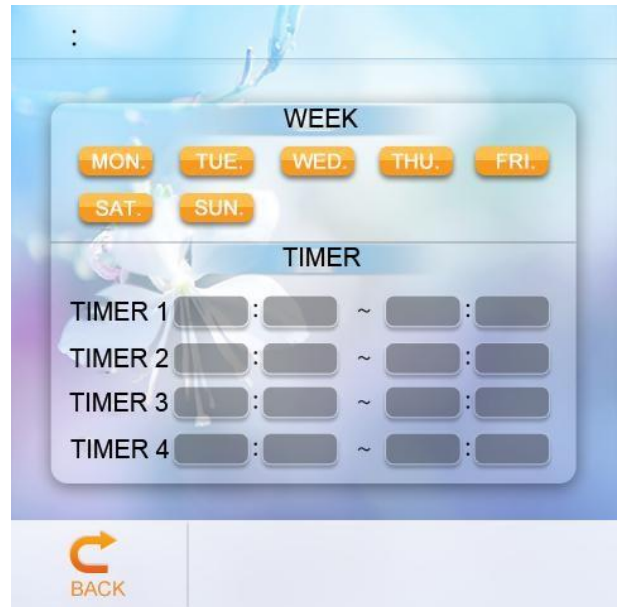 :
WEEK
MON. TUE. WED. THU. FRI.
SAT. SUN.
TIMER
TIMER 1 : ~ :
TIMER 2 : ~ :
TIMER 3 : ~ :
TIMER 4 : ~ :
BACK